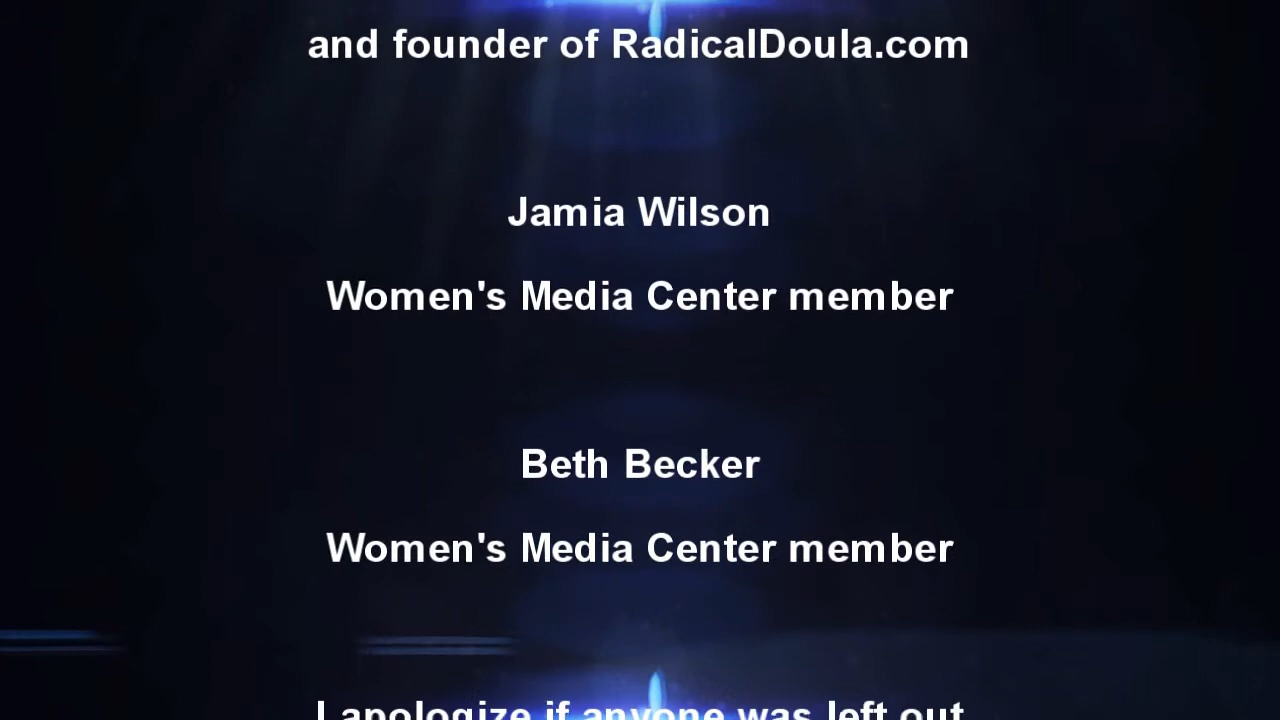 and founder of RadicalDoula.com
Jamia Wilson
Women's Media Center member
Beth Becker
Women's Media Center member
I apologize if anyone was left out